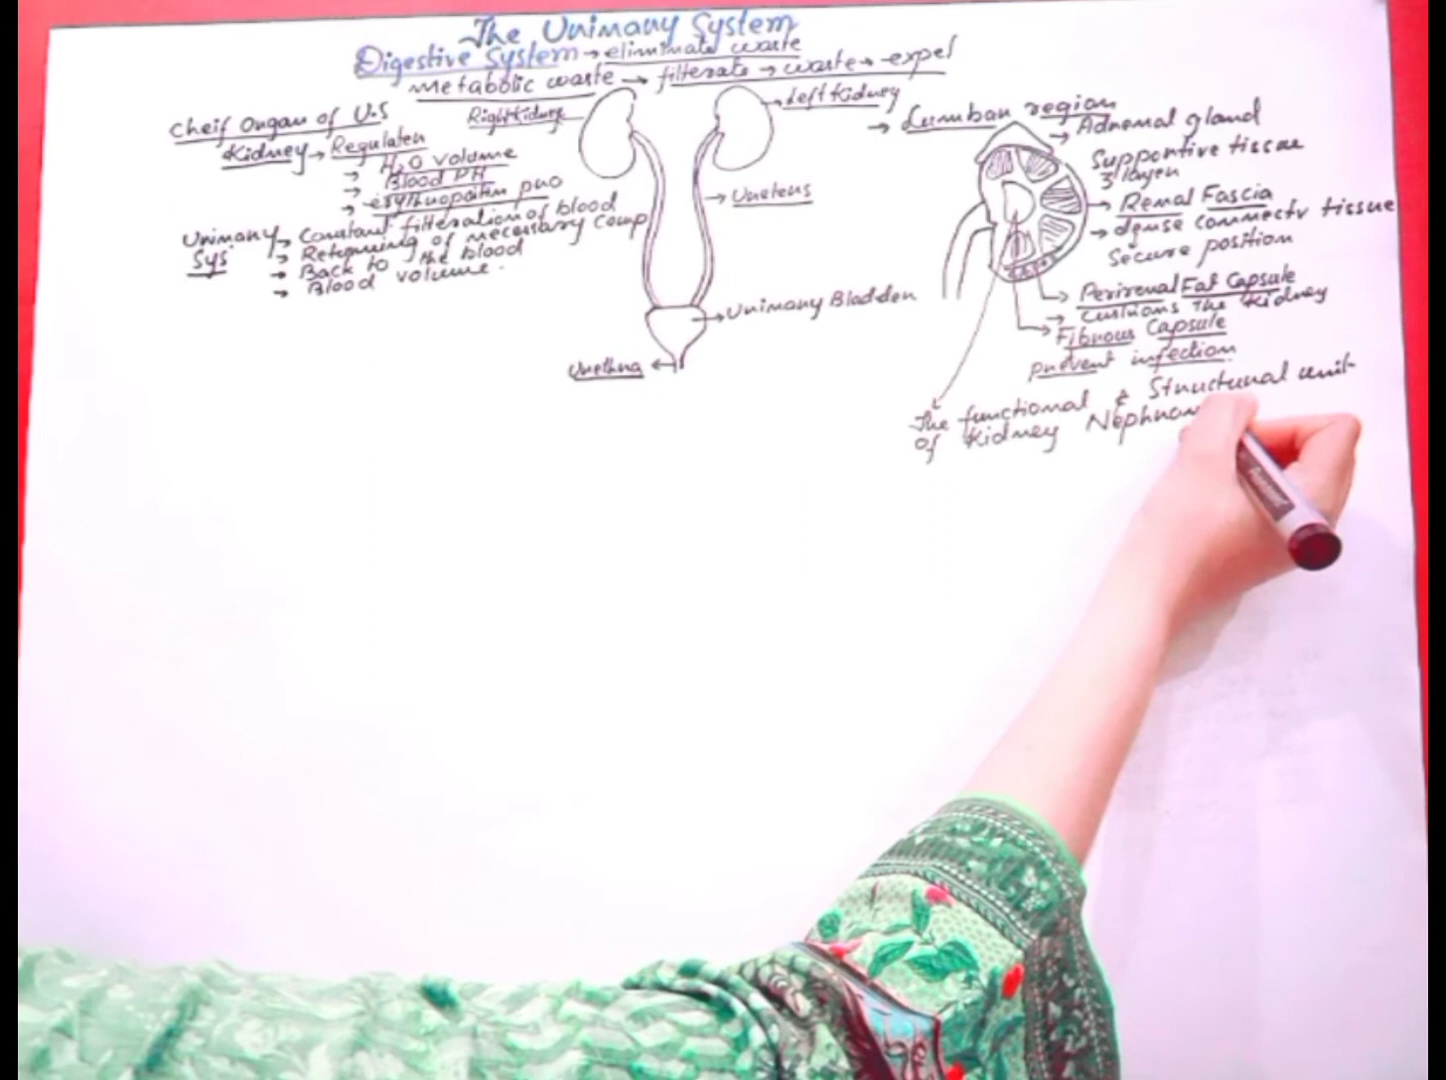 The Urinary System
Digestive System → eliminate waste
Metabolic waste → filterate → waste → expel
Cheif Organ of U.S
Kidney → Regulater
→ H2O volume
→ Blood PH
→ erythropoitin pro
Urinary Sys
→ Constant filteration of blood
→ Returning of necessary comp
→ Back to the blood
→ Blood volume.
Right Kidney
Left Kidney
Ureters
Urinary Bladder
Urethra
→ Lumbar region
→ Adrenal gland
Supportive tissue
3 layer
→ Renal Fascia
→ dense connectv tissue
Secure position
→ Perirenal Fat Capsule
→ Cushions The Kidney
→ Fibrous Capsule
prevent infection
The functional & Structural unit
of Kidney Nephron